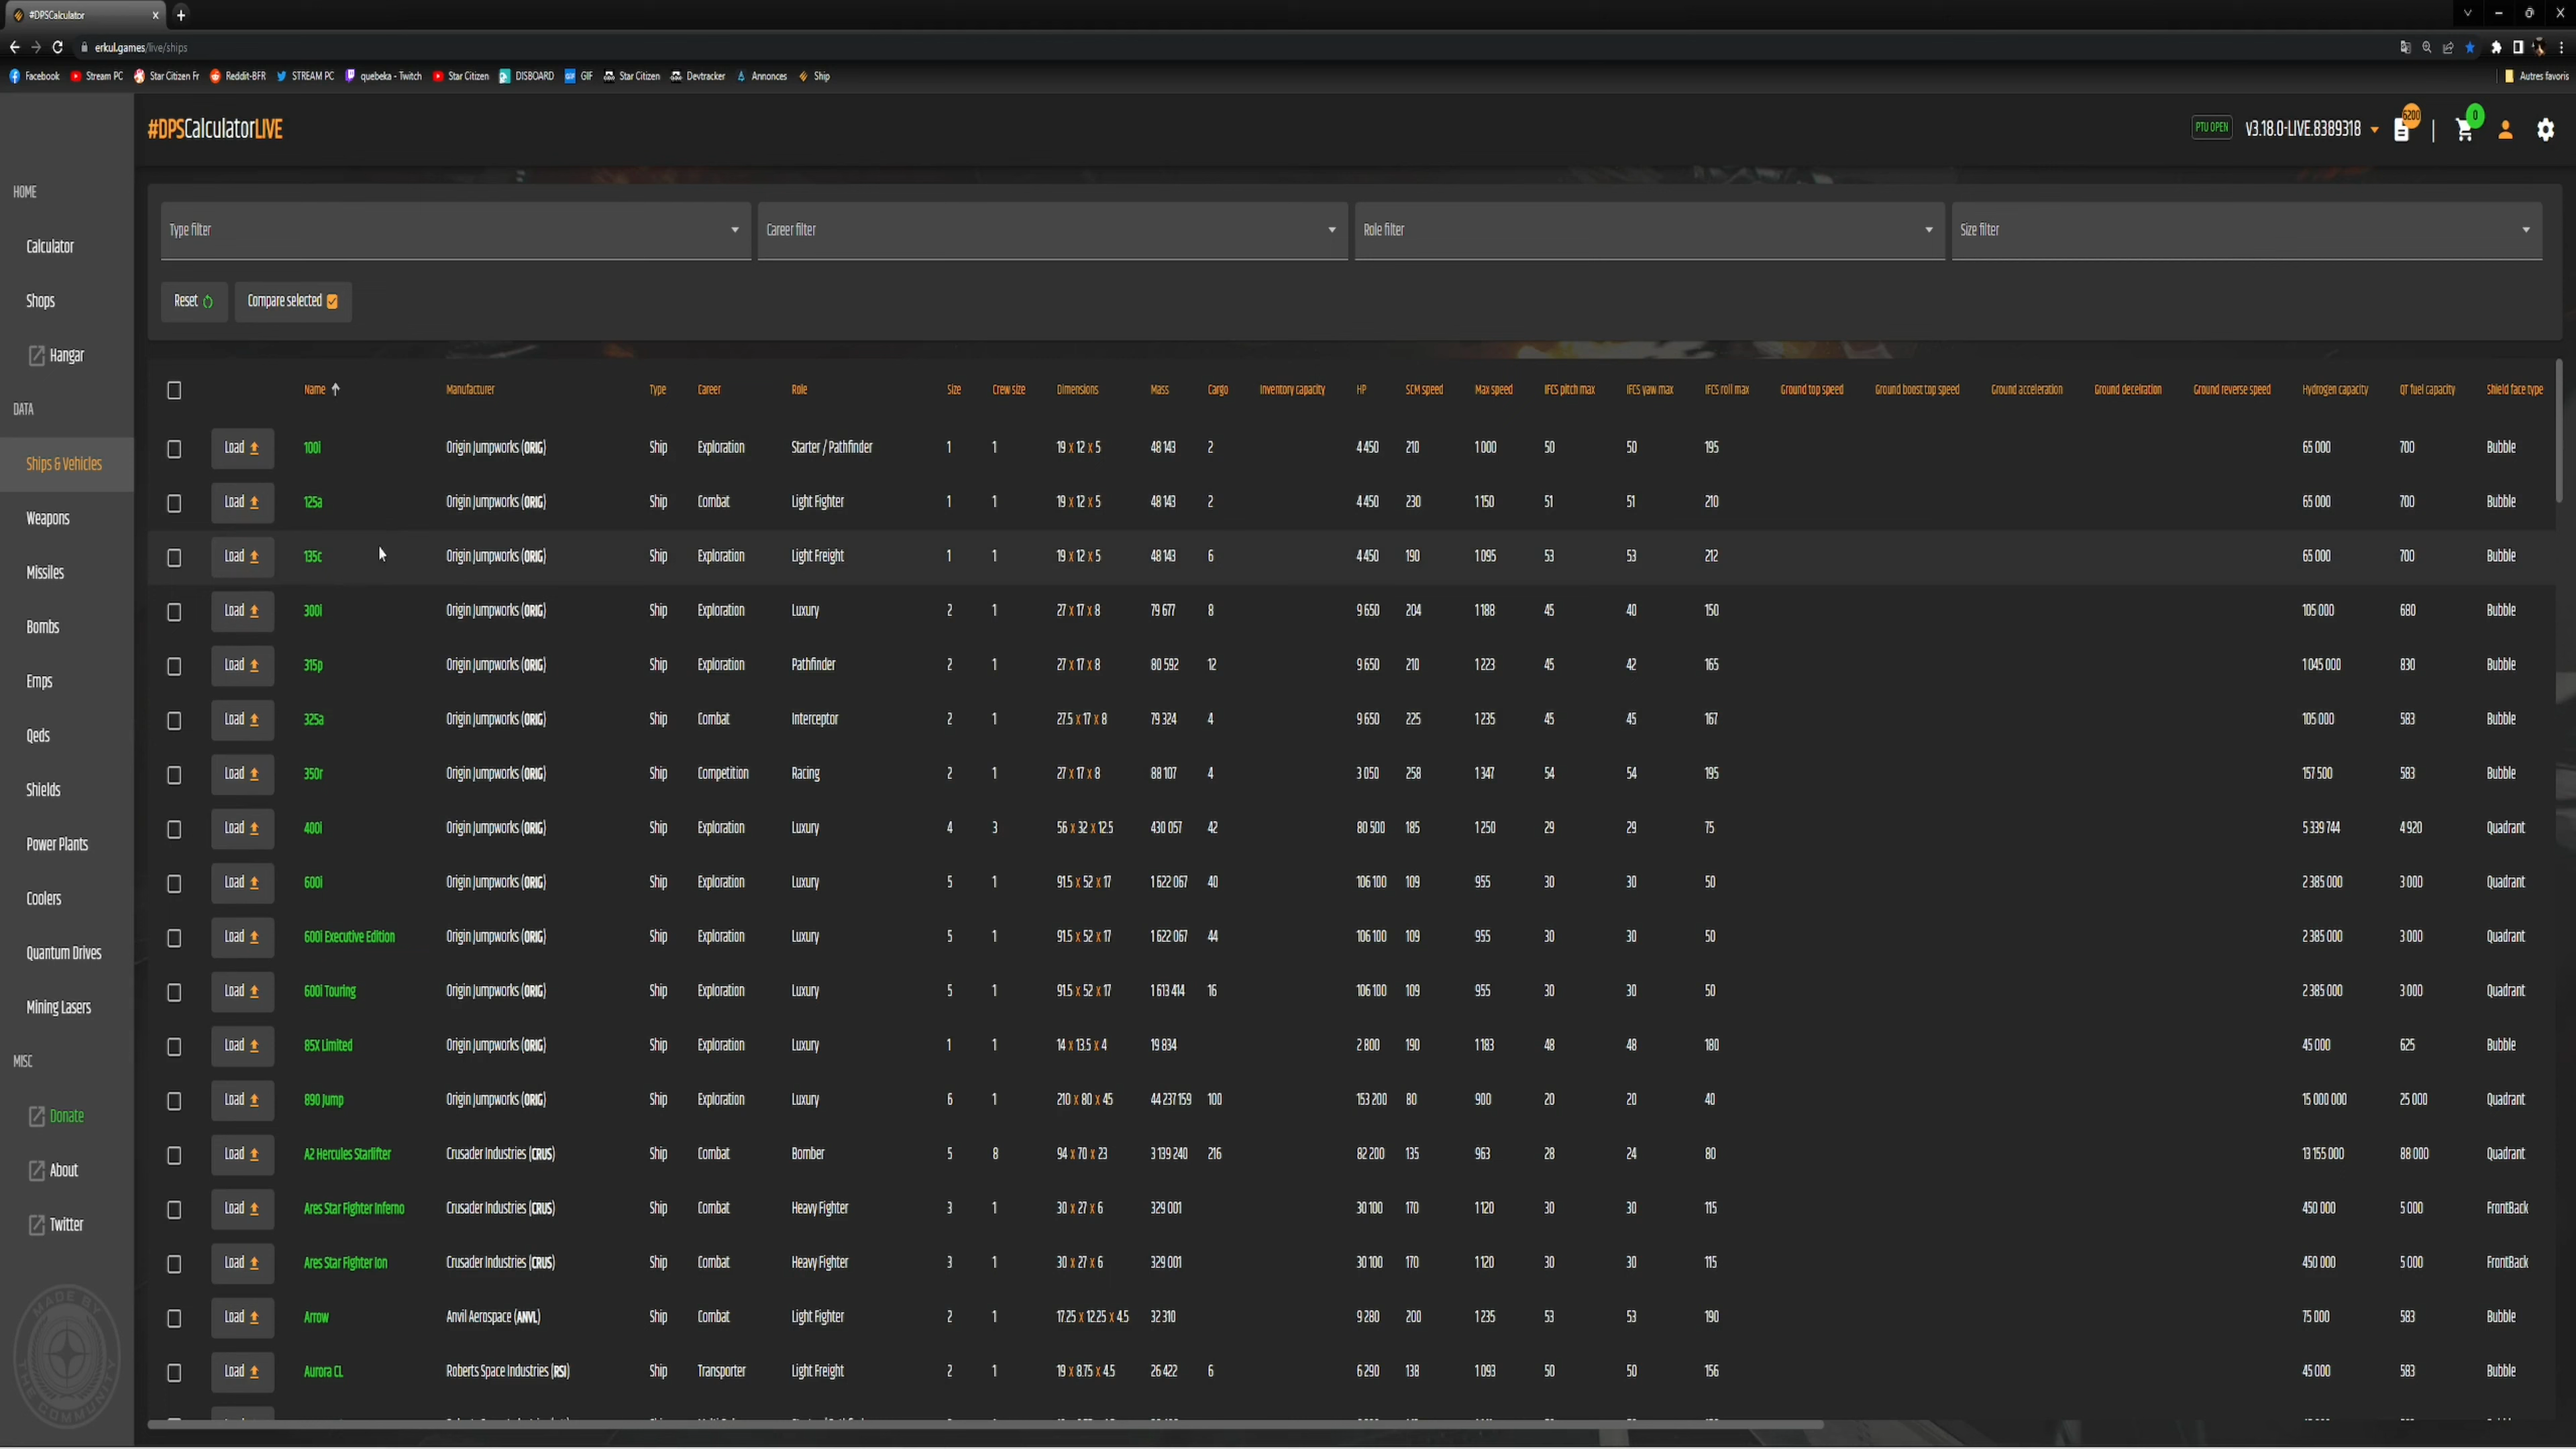 #DPSCalculator
erkul.games/live/ships
Facebook Stream PC Star Citizen Fr Reddit-BFR STREAM PC quebeka - Twitch Star Citizen DISBOARD GIF Star Citizen Devtracker Annonces Ship Autres favoris
#DPSCalculatorLIVE PTU OPEN v3.18.0-LIVE.8389318 6200 0
HOME
Calculator
Shops
Hangar
DATA
Ships & Vehicles
Weapons
Missiles
Bombs
Emps
Qeds
Shields
Power Plants
Coolers
Quantum Drives
Mining Lasers
MISC
Donate
About
Twitter
MADE BY THE COMMUNITY
Type filter Career filter Role filter Size filter
Reset Compare selected
Name Manufacturer Type Career Role Size Crew size Dimensions Mass Cargo Inventory capacity HP SCM speed Max speed IFCS pitch max IFCS yaw max IFCS roll max Ground top speed Ground boost top speed Ground acceleration Ground decelration Ground reverse speed Hydrogen capacity QT fuel capacity Shield face type
Load 100i Origin Jumpworks (ORIG) Ship Exploration Starter / Pathfinder 1 1 19 x 12 x 5 48 143 2 4 450 210 1 000 50 50 195 65 000 700 Bubble
Load 125a Origin Jumpworks (ORIG) Ship Combat Light Fighter 1 1 19 x 12 x 5 48 143 2 4 450 230 1 150 51 51 210 65 000 700 Bubble
Load 135c Origin Jumpworks (ORIG) Ship Exploration Light Freight 1 1 19 x 12 x 5 48 143 6 4 450 190 1 095 53 53 212 65 000 700 Bubble
Load 300i Origin Jumpworks (ORIG) Ship Exploration Luxury 2 1 27 x 17 x 8 79 677 8 9 650 204 1 188 45 40 150 105 000 680 Bubble
Load 315p Origin Jumpworks (ORIG) Ship Exploration Pathfinder 2 1 27 x 17 x 8 80 592 12 9 650 210 1 223 45 42 165 1 045 000 830 Bubble
Load 325a Origin Jumpworks (ORIG) Ship Combat Interceptor 2 1 27.5 x 17 x 8 79 324 4 9 650 225 1 235 45 45 167 105 000 583 Bubble
Load 350r Origin Jumpworks (ORIG) Ship Competition Racing 2 1 27 x 17 x 8 88 107 4 3 050 258 1 347 54 54 195 157 500 583 Bubble
Load 400i Origin Jumpworks (ORIG) Ship Exploration Luxury 4 3 56 x 32 x 12.5 430 057 42 80 500 185 1 250 29 29 75 5 339 744 4 920 Quadrant
Load 600i Origin Jumpworks (ORIG) Ship Exploration Luxury 5 1 91.5 x 52 x 17 1 622 067 40 106 100 109 955 30 30 50 2 385 000 3 000 Quadrant
Load 600i Executive Edition Origin Jumpworks (ORIG) Ship Exploration Luxury 5 1 91.5 x 52 x 17 1 622 067 44 106 100 109 955 30 30 50 2 385 000 3 000 Quadrant
Load 600i Touring Origin Jumpworks (ORIG) Ship Exploration Luxury 5 1 91.5 x 52 x 17 1 613 414 16 106 100 109 955 30 30 50 2 385 000 3 000 Quadrant
Load 85X Limited Origin Jumpworks (ORIG) Ship Exploration Luxury 1 1 14 x 13.5 x 4 19 834 2 800 190 1 183 48 48 180 45 000 625 Bubble
Load 890 Jump Origin Jumpworks (ORIG) Ship Exploration Luxury 6 1 210 x 80 x 45 44 237 159 100 153 200 80 900 20 20 40 15 000 000 25 000 Quadrant
Load A2 Hercules Starlifter Crusader Industries (CRUS) Ship Combat Bomber 5 8 94 x 70 x 23 3 139 240 216 82 200 135 963 28 24 80 13 155 000 88 000 Quadrant
Load Ares Star Fighter Inferno Crusader Industries (CRUS) Ship Combat Heavy Fighter 3 1 30 x 27 x 6 329 001 30 100 170 1 120 30 30 115 450 000 5 000 FrontBack
Load Ares Star Fighter Ion Crusader Industries (CRUS) Ship Combat Heavy Fighter 3 1 30 x 27 x 6 329 001 30 100 170 1 120 30 30 115 450 000 5 000 FrontBack
Load Arrow Anvil Aerospace (ANVL) Ship Combat Light Fighter 2 1 17.25 x 12.25 x 4.5 32 310 9 280 200 1 235 53 53 190 75 000 583 Bubble
Load Aurora CL Roberts Space Industries (RSI) Ship Transporter Light Freight 2 1 19 x 8.75 x 4.5 26 422 6 6 290 138 1 093 50 50 156 45 000 583 Bubble